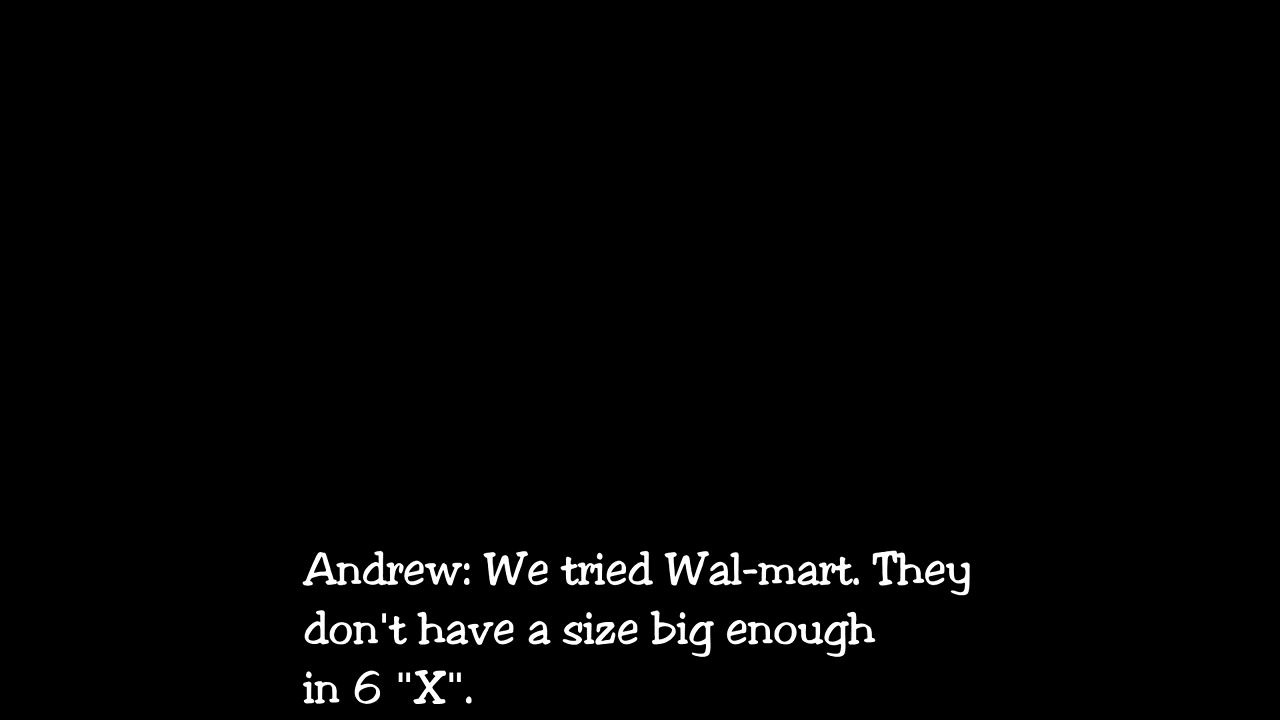 Andrew: We tried Wal-mart. They
don't have a size big enough
in 6 "X".